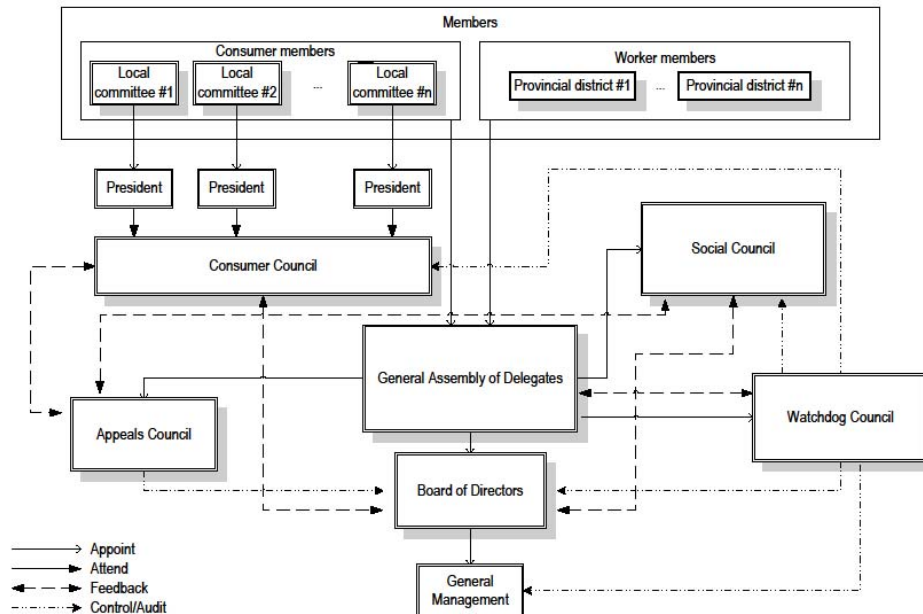 Members
Consumer members
Worker members
Local
committee #1
Local
committee #2
...
Local
committee #n
Provincial district #1
...
Provincial district #n
President
President
President
Consumer Council
Social Council
General Assembly of Delegates
Appeals Council
Watchdog Council
Board of Directors
General
Management
Appoint
Attend
Feedback
Control/Audit